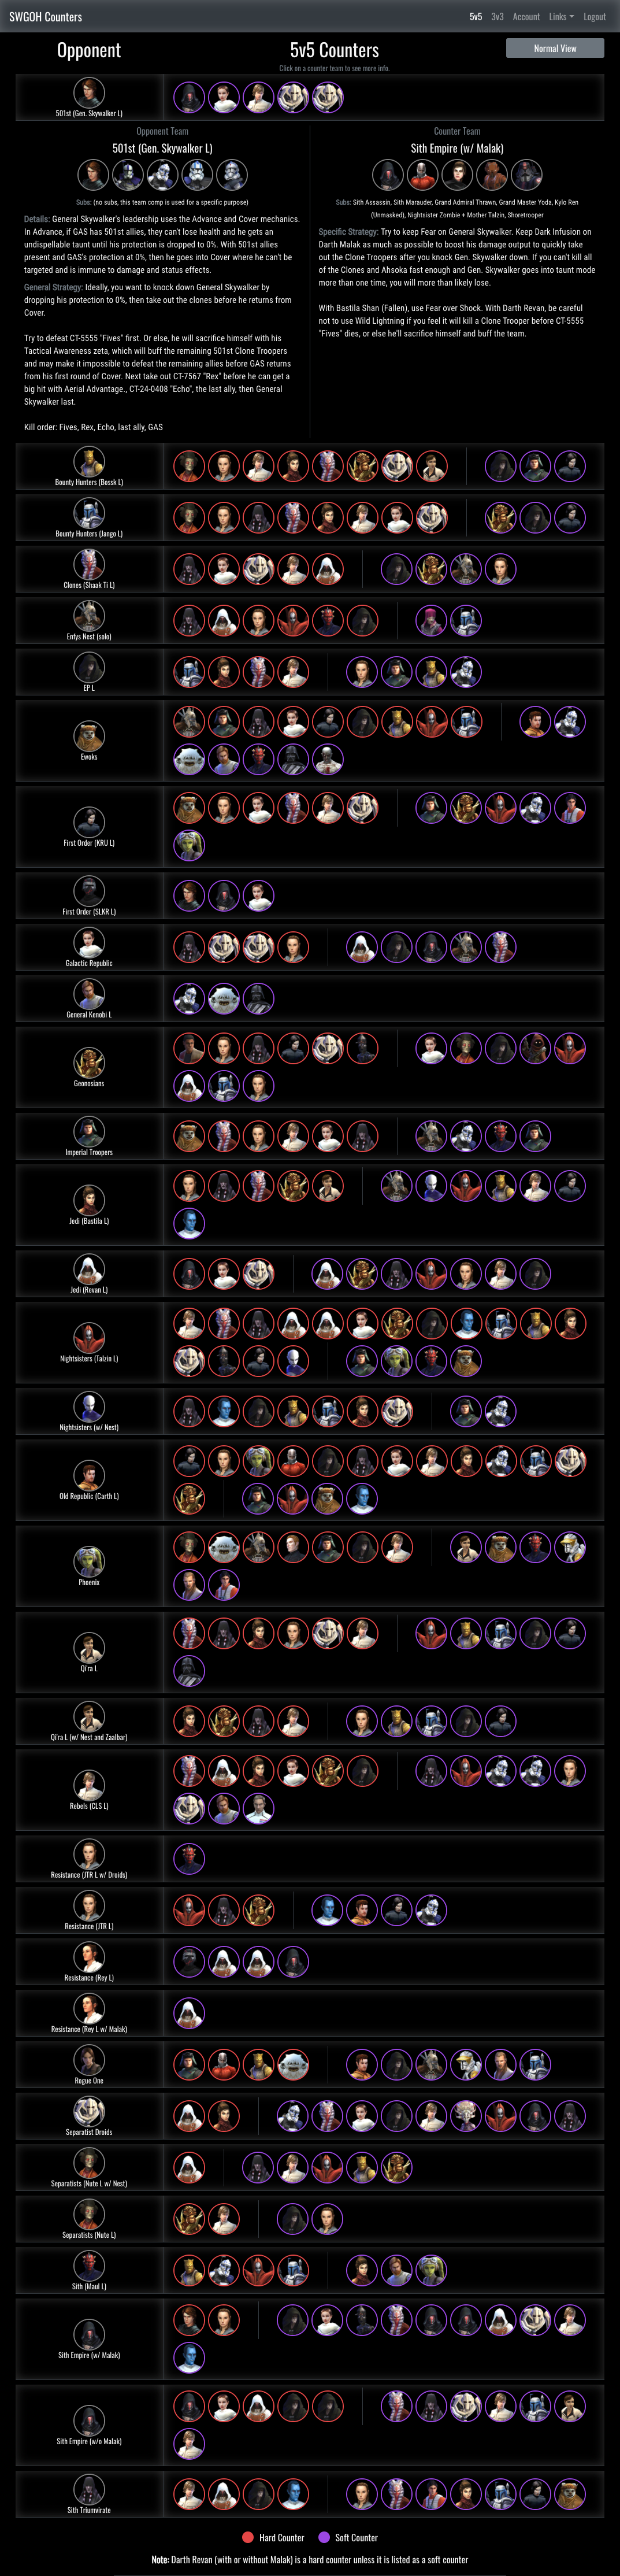 SWGOH Counters
5v5 3v3 Account Links Logout
Opponent
5v5 Counters
Normal View
Click on a counter team to see more info.
501st (Gen. Skywalker L)
Opponent Team
501st (Gen. Skywalker L)
Subs: (no subs, this team comp is used for a specific purpose)
Details: General Skywalker's leadership uses the Advance and Cover mechanics.
In Advance, if GAS has 501st allies, they can't lose health and he gets an
undispellable taunt until his protection is dropped to 0%. With 501st allies
present and GAS's protection at 0%, then he goes into Cover where he can't be
targeted and is immune to damage and status effects.
General Strategy: Ideally, you want to knock down General Skywalker by
dropping his protection to 0%, then take out the clones before he returns from
Cover.
Try to defeat CT-5555 "Fives" first. Or else, he will sacrifice himself with his
Tactical Awareness zeta, which will buff the remaining 501st Clone Troopers
and may make it impossible to defeat the remaining allies before GAS returns
from his first round of Cover. Next take out CT-7567 "Rex" before he can get a
big hit with Aerial Advantage., CT-24-0408 "Echo", the last ally, then General
Skywalker last.
Kill order: Fives, Rex, Echo, last ally, GAS
Counter Team
Sith Empire (w/ Malak)
Subs: Sith Assassin, Sith Marauder, Grand Admiral Thrawn, Grand Master Yoda, Kylo Ren
(Unmasked), Nightsister Zombie + Mother Talzin, Shoretrooper
Specific Strategy: Try to keep Fear on General Skywalker. Keep Dark Infusion on
Darth Malak as much as possible to boost his damage output to quickly take
out the Clone Troopers after you knock Gen. Skywalker down. If you can't kill all
of the Clones and Ahsoka fast enough and Gen. Skywalker goes into taunt mode
more than one time, you will more than likely lose.
With Bastila Shan (Fallen), use Fear over Shock. With Darth Revan, be careful
not to use Wild Lightning if you feel it will kill a Clone Trooper before CT-5555
"Fives" dies, or else he'll sacrifice himself and buff the team.
Bounty Hunters (Bossk L)
Bounty Hunters (Jango L)
Clones (Shaak Ti L)
Enfys Nest (solo)
EP L
Ewoks
First Order (KRU L)
First Order (SLKR L)
Galactic Republic
General Kenobi L
Geonosians
Imperial Troopers
Jedi (Bastila L)
Jedi (Revan L)
Nightsisters (Talzin L)
Nightsisters (w/ Nest)
Old Republic (Carth L)
Phoenix
Qi'ra L
Qi'ra L (w/ Nest and Zaalbar)
Rebels (CLS L)
Resistance (JTR L w/ Droids)
Resistance (JTR L)
Resistance (Rey L)
Resistance (Rey L w/ Malak)
Rogue One
Separatist Droids
Separatists (Nute L w/ Nest)
Separatists (Nute L)
Sith (Maul L)
Sith Empire (w/ Malak)
Sith Empire (w/o Malak)
Sith Triumvirate
Hard Counter Soft Counter
Note: Darth Revan (with or without Malak) is a hard counter unless it is listed as a soft counter